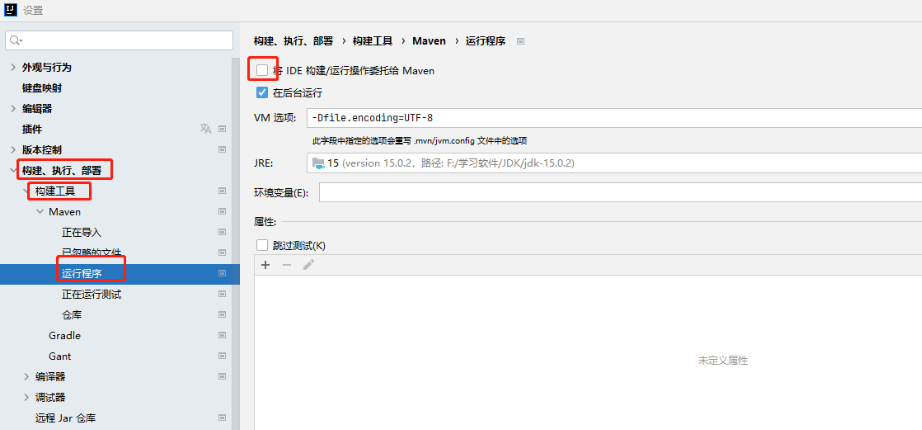 设置
外观与行为
键盘映射
编辑器
插件
版本控制
构建、执行、部署
构建工具
Maven
正在导入
已忽略的文件
运行程序
正在运行测试
仓库
Gradle
Gant
编译器
调试器
远程 Jar 仓库
构建、执行、部署 › 构建工具 › Maven › 运行程序
将 IDE 构建/运行操作委托给 Maven
在后台运行
VM 选项: -Dfile.encoding=UTF-8
此字段中指定的选项会重写 .mvn/jvm.config 文件中的选项
JRE: 15 (version 15.0.2, 路径: F:/学习软件/JDK/jdk-15.0.2)
环境变量(E):
属性:
跳过测试(K)
未定义属性